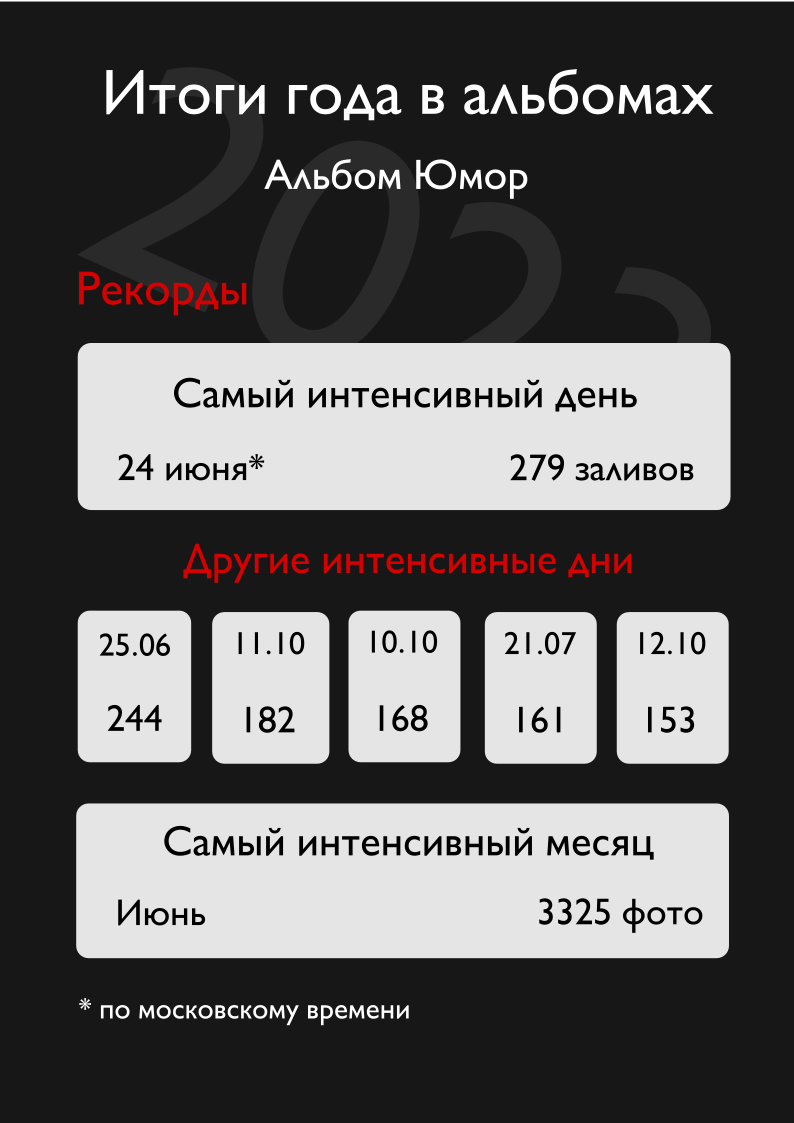 Итоги года в альбомах
Альбом Юмор
Рекорды
Самый интенсивный день
24 июня* 279 заливов
Другие интенсивные дни
25.06 11.10 10.10 21.07 12.10
244 182 168 161 153
Самый интенсивный месяц
Июнь 3325 фото
* по московскому времени